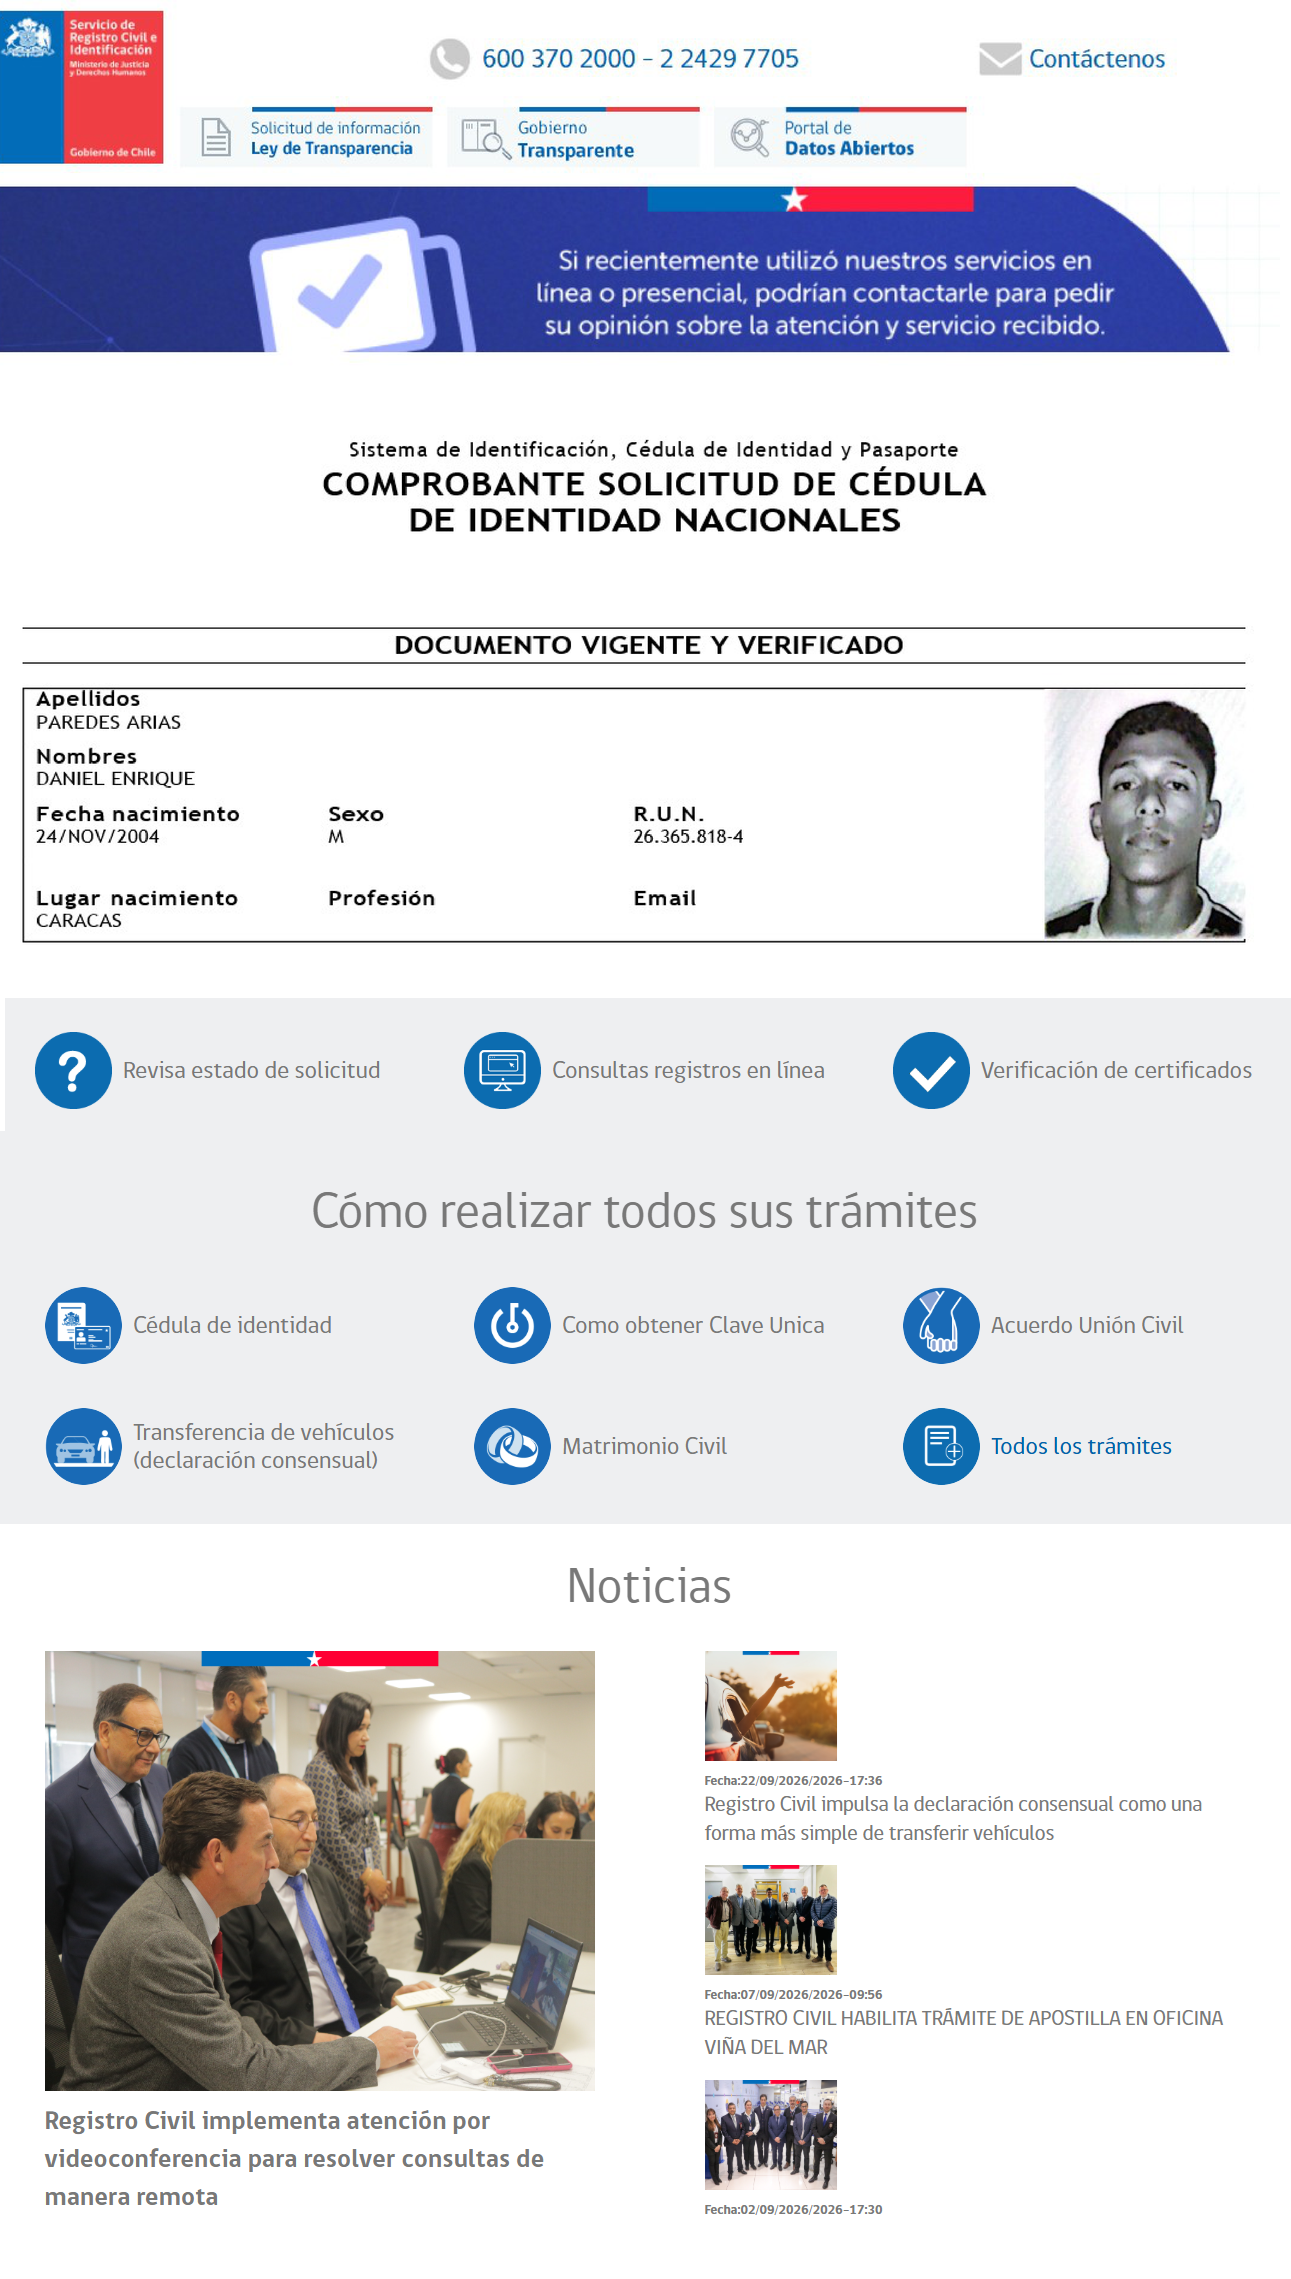 Servicio de
Registro Civil e
Identificación
Ministerio de Justicia
y Derechos Humanos
Gobierno de Chile
600 370 2000 - 2 2429 7705
Contáctenos
Solicitud de información
Ley de Transparencia
Gobierno
Transparente
Portal de
Datos Abiertos
Si recientemente utilizó nuestros servicios en
línea o presencial, podrían contactarle para pedir
su opinión sobre la atención y servicio recibido.
Sistema de Identificación, Cédula de Identidad y Pasaporte
COMPROBANTE SOLICITUD DE CÉDULA
DE IDENTIDAD NACIONALES
DOCUMENTO VIGENTE Y VERIFICADO
Apellidos
PAREDES ARIAS
Nombres
DANIEL ENRIQUE
Fecha nacimiento Sexo R.U.N.
24/NOV/2004 M 26.365.818-4
Lugar nacimiento Profesión Email
CARACAS
Revisa estado de solicitud
Consultas registros en línea
Verificación de certificados
Cómo realizar todos sus trámites
Cédula de identidad
Como obtener Clave Unica
Acuerdo Unión Civil
Transferencia de vehículos
(declaración consensual)
Matrimonio Civil
Todos los trámites
Noticias
Registro Civil implementa atención por
videoconferencia para resolver consultas de
manera remota
Fecha:22/09/2026/2026-17:36
Registro Civil impulsa la declaración consensual como una
forma más simple de transferir vehículos
Fecha:07/09/2026/2026-09:56
REGISTRO CIVIL HABILITA TRÁMITE DE APOSTILLA EN OFICINA
VIÑA DEL MAR
Fecha:02/09/2026/2026-17:30